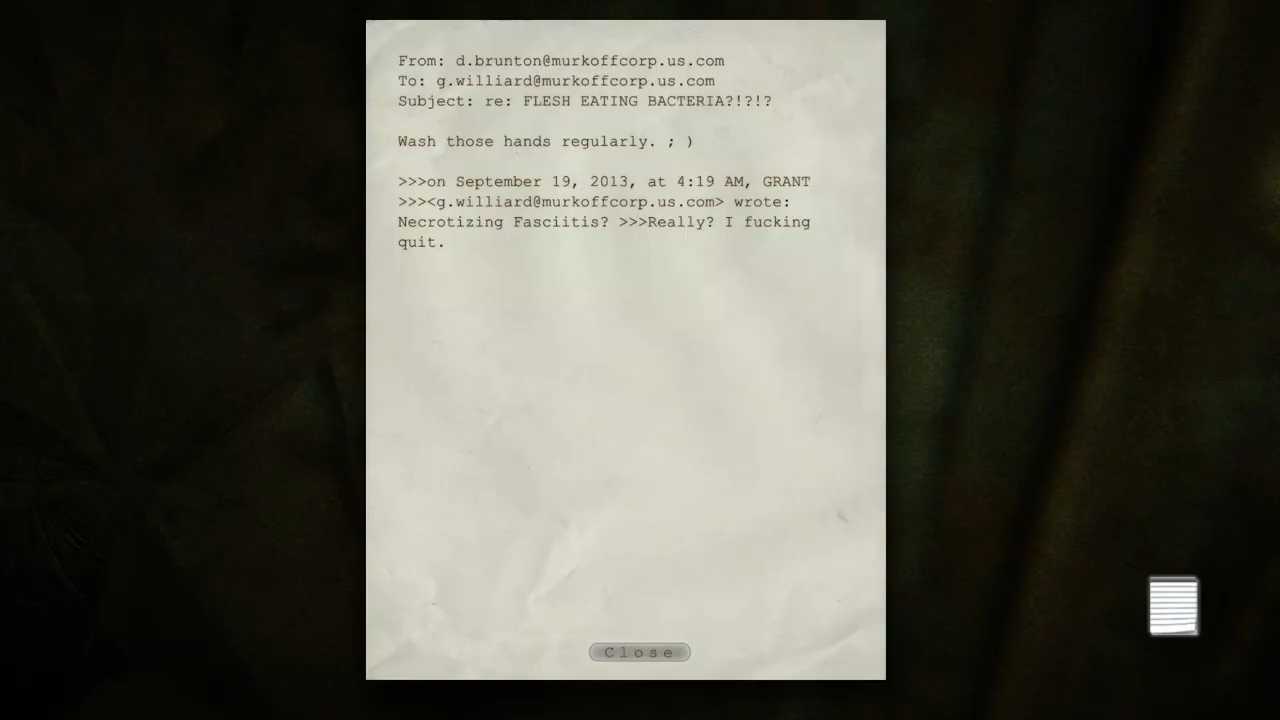 From: d.brunton@murkoffcorp.us.com
To: g.williard@murkoffcorp.us.com
Subject: re: FLESH EATING BACTERIA?!?!?
Wash those hands regularly. ; )
>>>on September 19, 2013, at 4:19 AM, GRANT
>>><g.williard@murkoffcorp.us.com> wrote:
Necrotizing Fasciitis? >>>Really? I fucking
quit.
Close